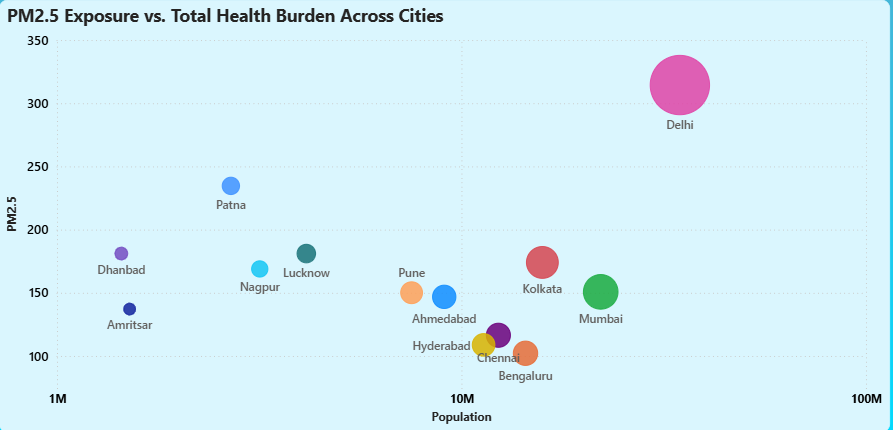 PM2.5 Exposure vs. Total Health Burden Across Cities
350
300
250
200
150
100
PM2.5
Delhi
Patna
Dhanbad
Lucknow
Nagpur
Pune
Kolkata
Amritsar
Ahmedabad
Mumbai
Hyderabad
Chennai
Bengaluru
1M
10M
100M
Population